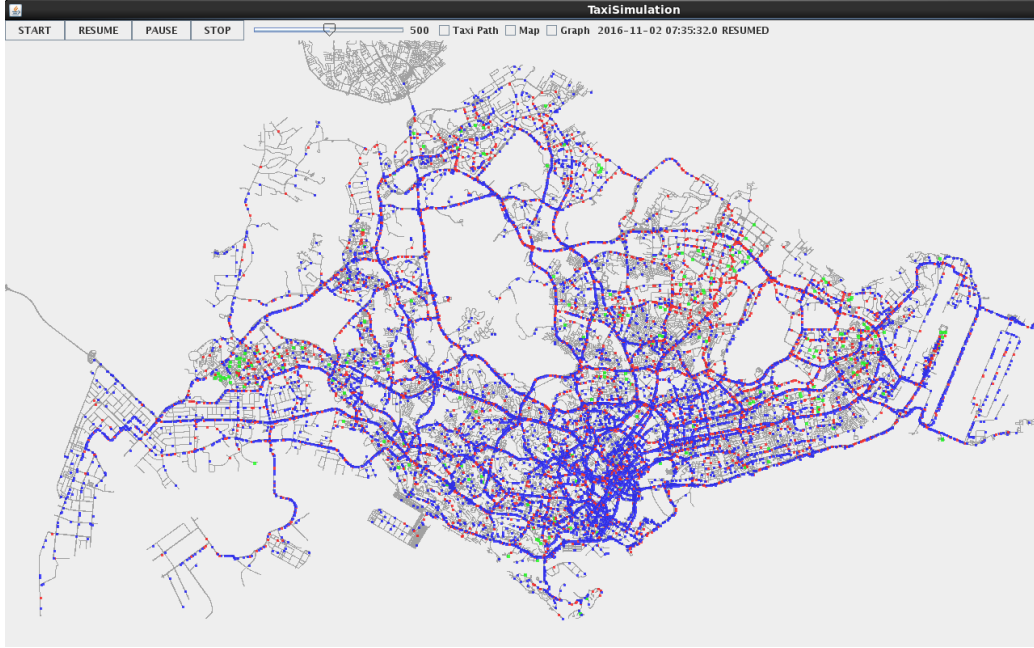 TaxiSimulation
START RESUME PAUSE STOP 500 Taxi Path Map Graph 2016-11-02 07:35:32.0 RESUMED